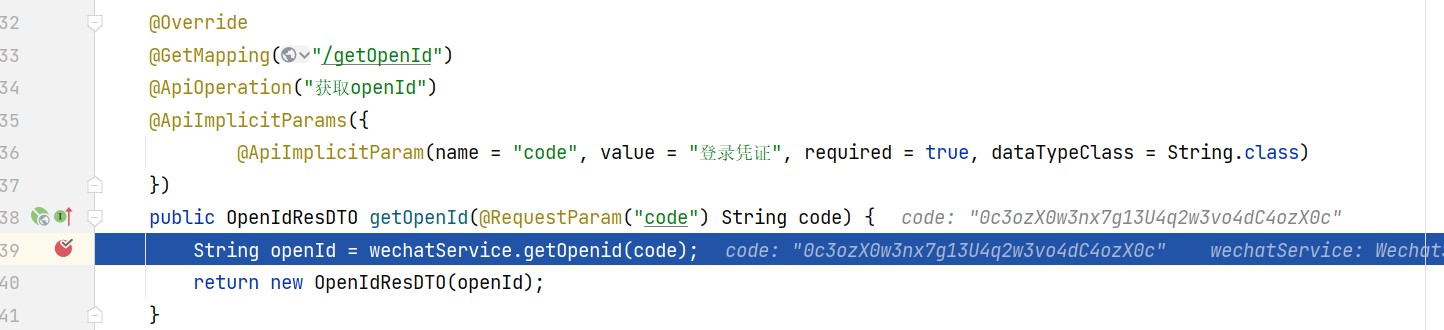 32 @Override
33 @GetMapping("/getOpenId")
34 @ApiOperation("获取openId")
35 @ApiImplicitParams({
36 @ApiImplicitParam(name = "code", value = "登录凭证", required = true, dataTypeClass = String.class)
37 })
38 public OpenIdResDTO getOpenId(@RequestParam("code") String code) { code: "0c3ozX0w3nx7g13U4q2w3vo4dC4ozX0c"
39 String openId = wechatService.getOpenid(code); code: "0c3ozX0w3nx7g13U4q2w3vo4dC4ozX0c" wechatService: Wechat
40 return new OpenIdResDTO(openId);
41 }